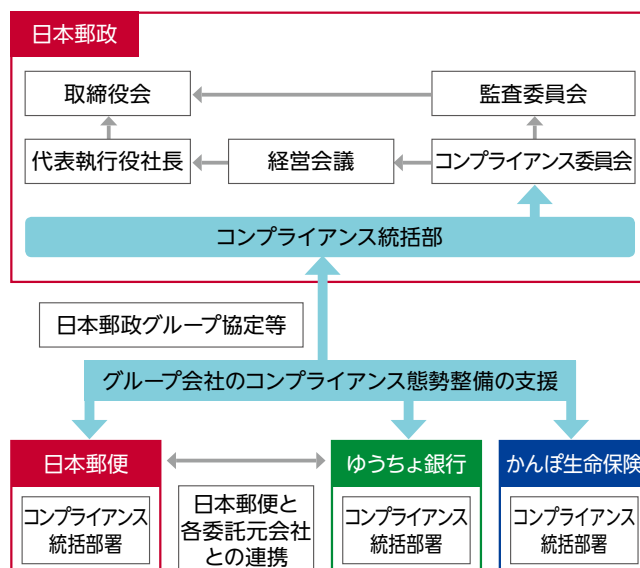 日本郵政
取締役会
監査委員会
代表執行役社長
経営会議
コンプライアンス委員会
コンプライアンス統括部
日本郵政グループ協定等
グループ会社のコンプライアンス態勢整備の支援
日本郵便
ゆうちょ銀行
かんぽ生命保険
コンプライアンス
統括部署
日本郵便と
各委託元会社
との連携
コンプライアンス
統括部署
コンプライアンス
統括部署